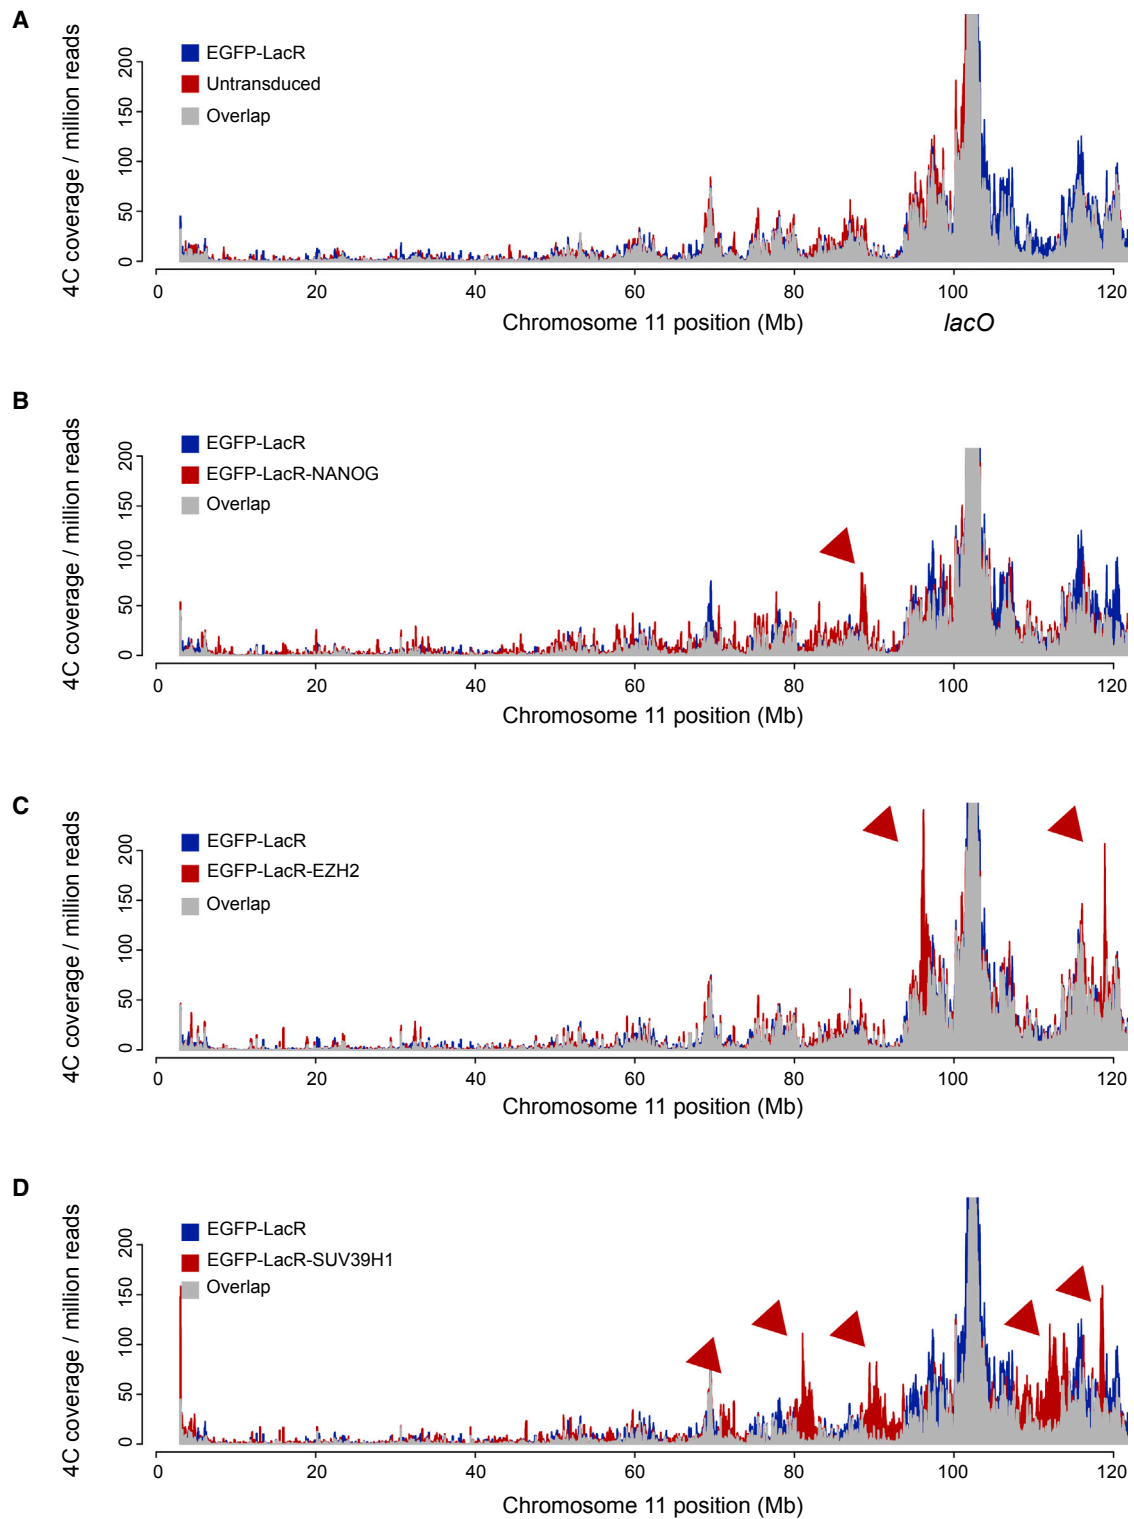 A
4C coverage / million reads
200
150
100
50
0
EGFP-LacR
Untransduced
Overlap
0 20 40 60 80 100 120
Chromosome 11 position (Mb)
lacO
B
4C coverage / million reads
200
150
100
50
0
EGFP-LacR
EGFP-LacR-NANOG
Overlap
0 20 40 60 80 100 120
Chromosome 11 position (Mb)
C
4C coverage / million reads
200
150
100
50
0
EGFP-LacR
EGFP-LacR-EZH2
Overlap
0 20 40 60 80 100 120
Chromosome 11 position (Mb)
D
4C coverage / million reads
200
150
100
50
0
EGFP-LacR
EGFP-LacR-SUV39H1
Overlap
0 20 40 60 80 100 120
Chromosome 11 position (Mb)